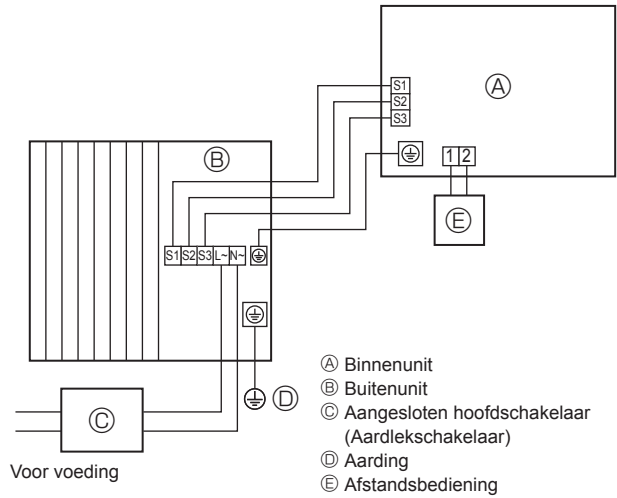 S1
S2
S3
Ⓐ
1 2
Ⓔ
Ⓑ
S1 S2 S3 L~ N~
Ⓓ
Ⓒ
Voor voeding
Ⓐ Binnenunit
Ⓑ Buitenunit
Ⓒ Aangesloten hoofdschakelaar
(Aardlekschakelaar)
Ⓓ Aarding
Ⓔ Afstandsbediening